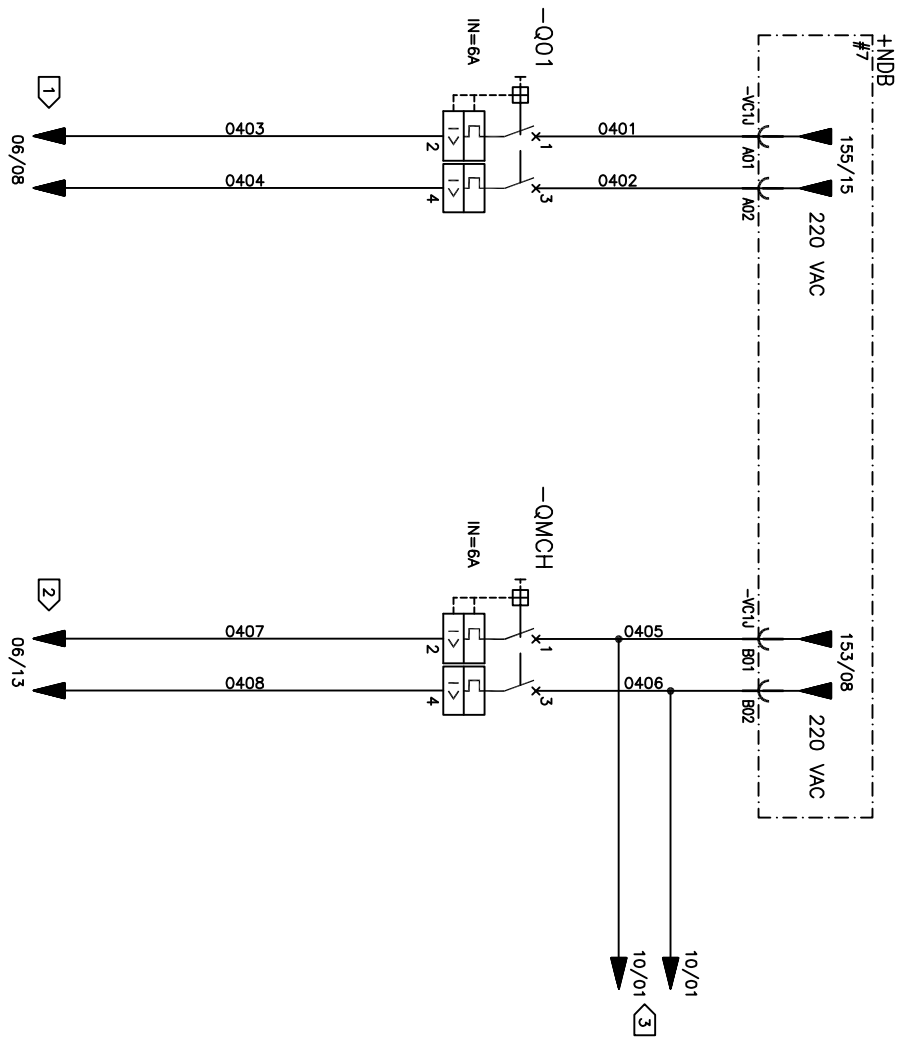 +NDB
#7
155/15
220 VAC
153/08
220 VAC
-VC1J
A01
A02
-VC1J
B01
B02
0401
0402
0405
0406
10/01
10/01
3
-Q01
IN=6A
1
3
I>
I>
2
4
-QMCH
IN=6A
1
3
I>
I>
2
4
0403
0404
0407
0408
1
06/08
2
06/13